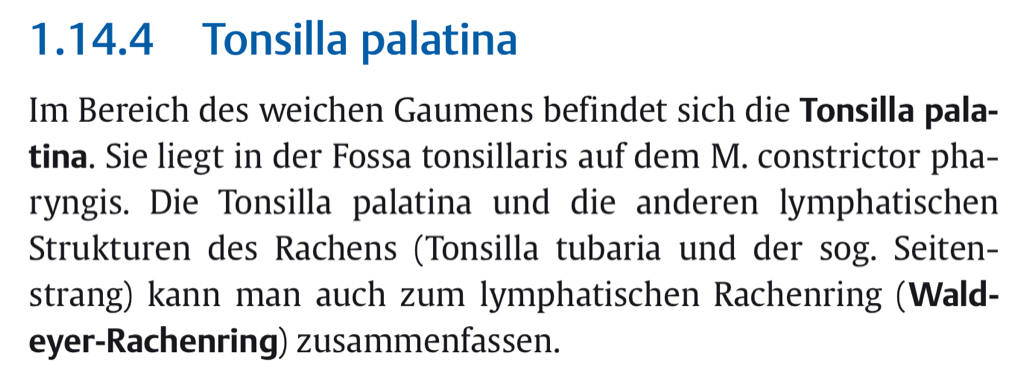 1.14.4 Tonsilla palatina
Im Bereich des weichen Gaumens befindet sich die Tonsilla pala-
tina. Sie liegt in der Fossa tonsillaris auf dem M. constrictor pha-
ryngis. Die Tonsilla palatina und die anderen lymphatischen
Strukturen des Rachens (Tonsilla tubaria und der sog. Seiten-
strang) kann man auch zum lymphatischen Rachenring (Wald-
eyer-Rachenring) zusammenfassen.